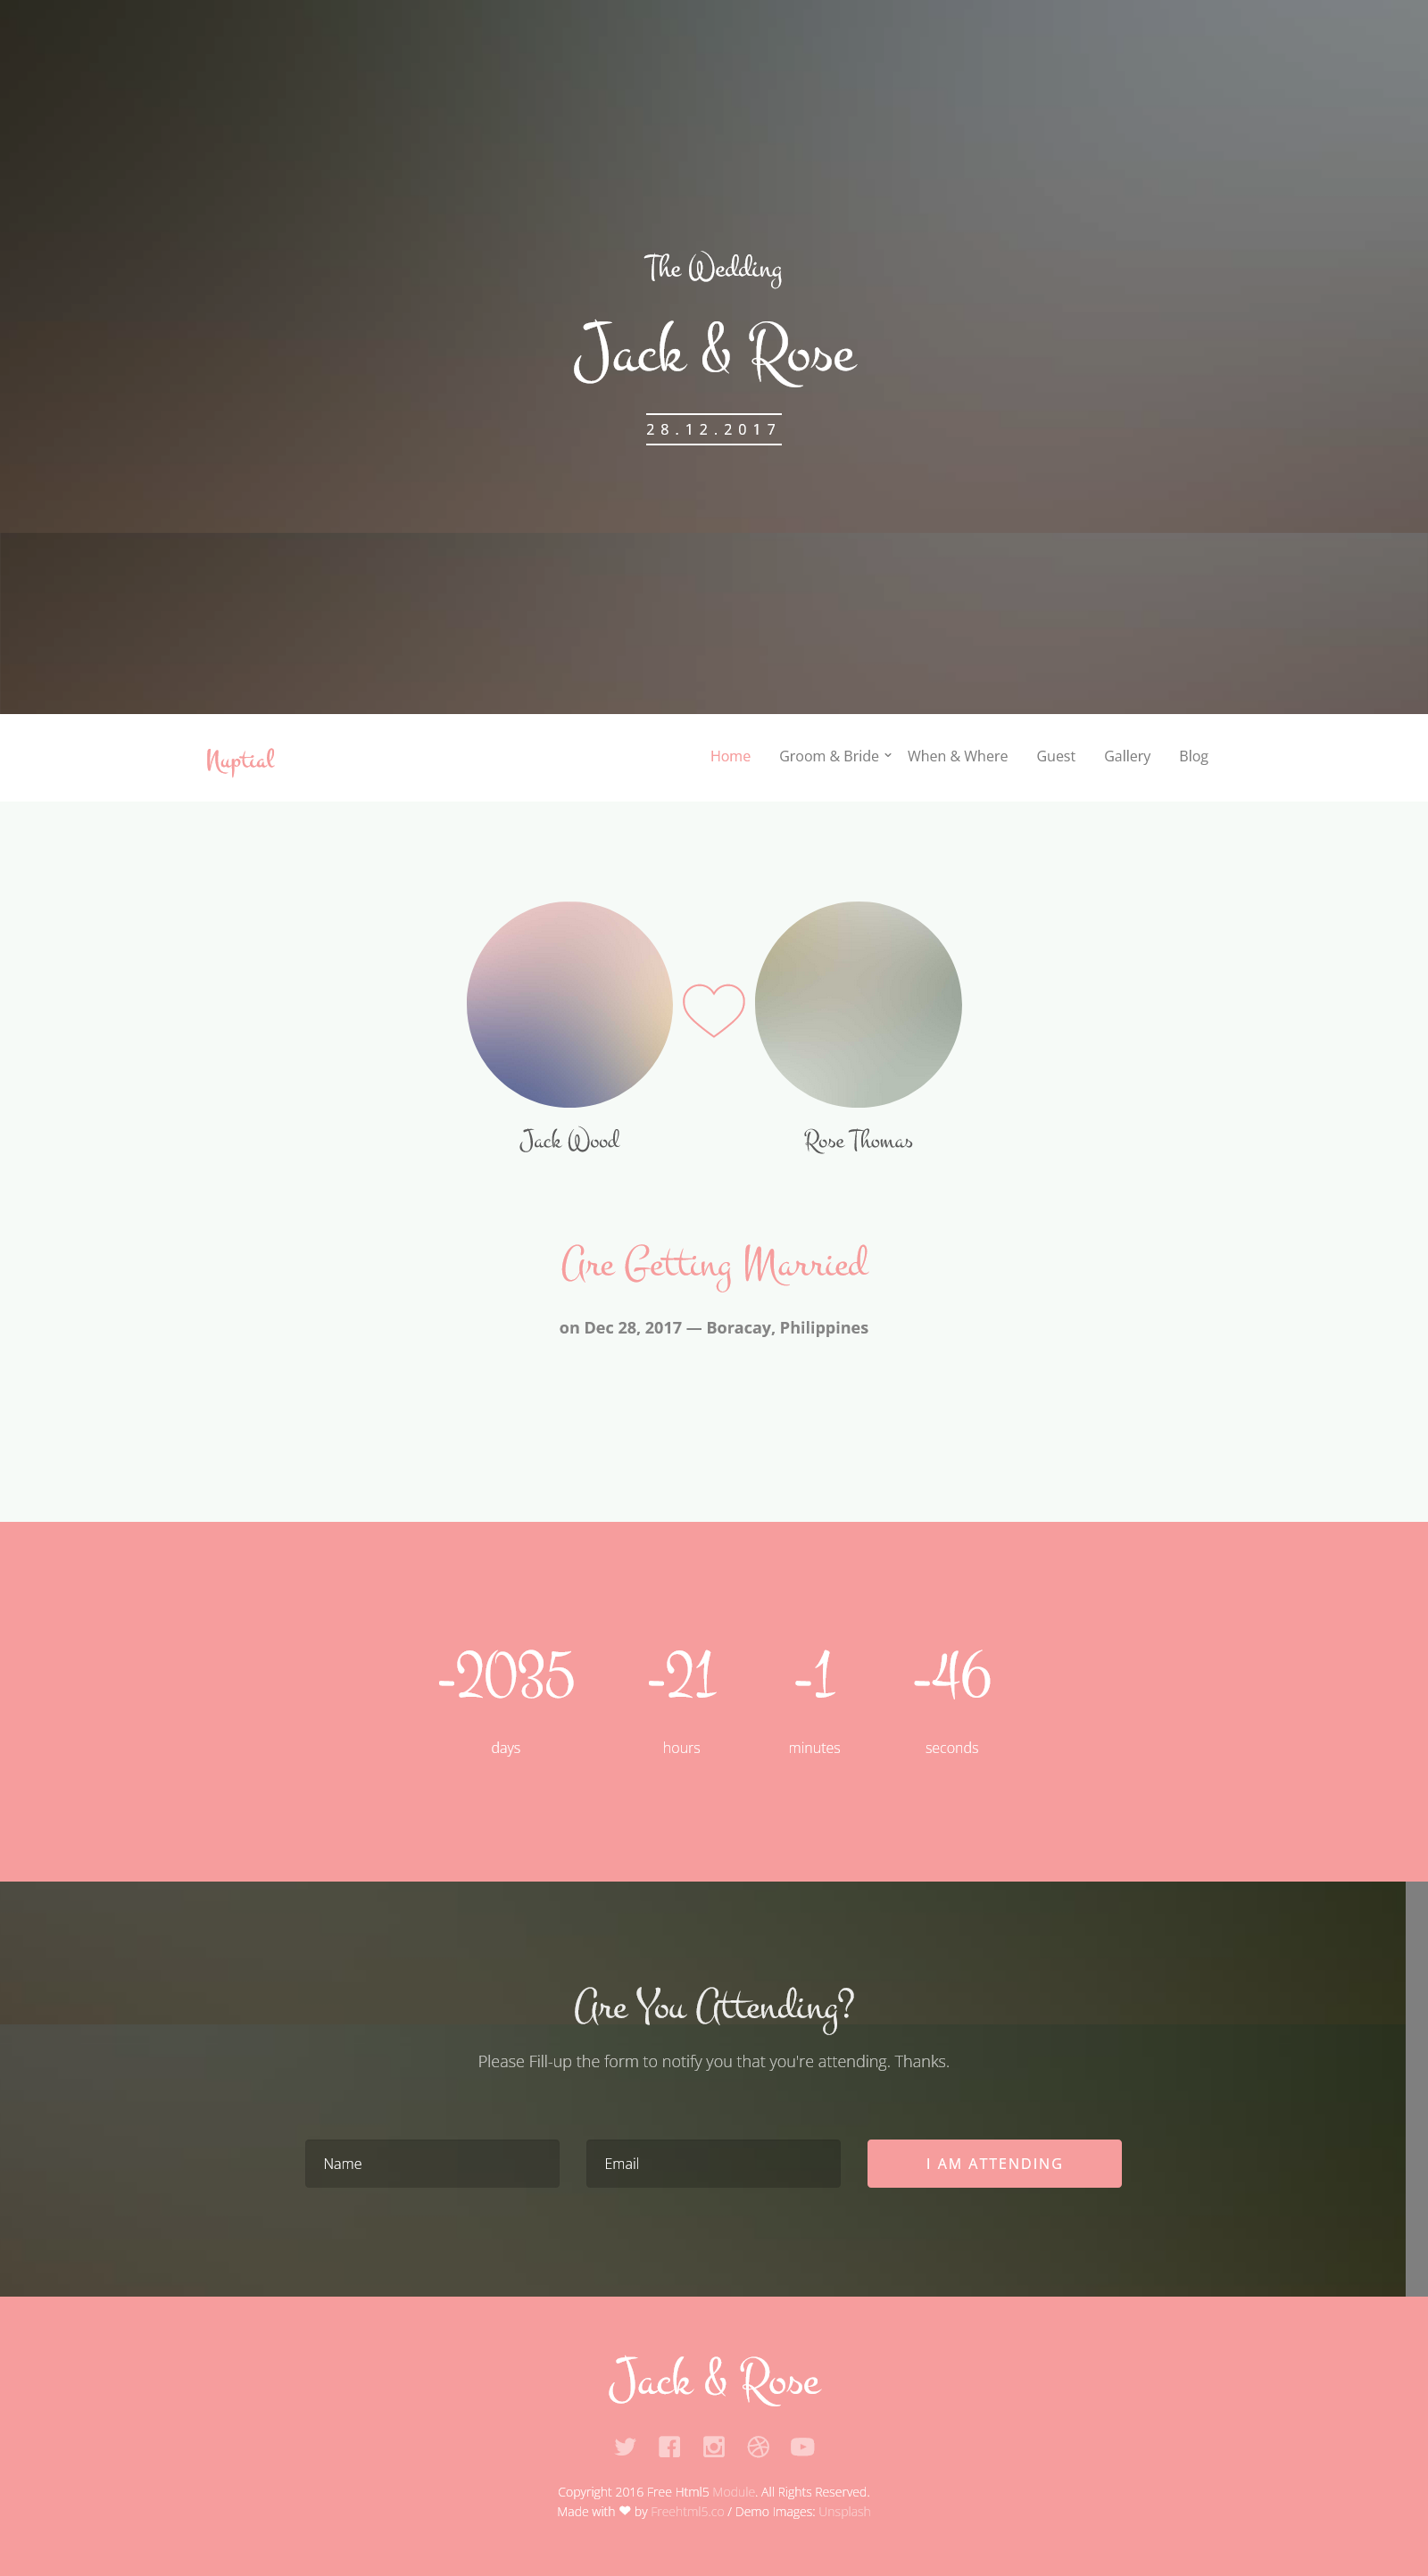 The Wedding
Jack & Rose
28.12.2017
Nuptial
Home Groom & Bride When & Where Guest Gallery Blog
Jack Wood
Rose Thomas
Are Getting Married
on Dec 28, 2017 — Boracay, Philippines
-2035 -21 -1 -46
days hours minutes seconds
Are You Attending?
Please Fill-up the form to notify you that you're attending. Thanks.
Name
Email
I AM ATTENDING
Jack & Rose
Copyright 2016 Free Html5 Module. All Rights Reserved.
Made with ♥ by Freehtml5.co / Demo Images: Unsplash